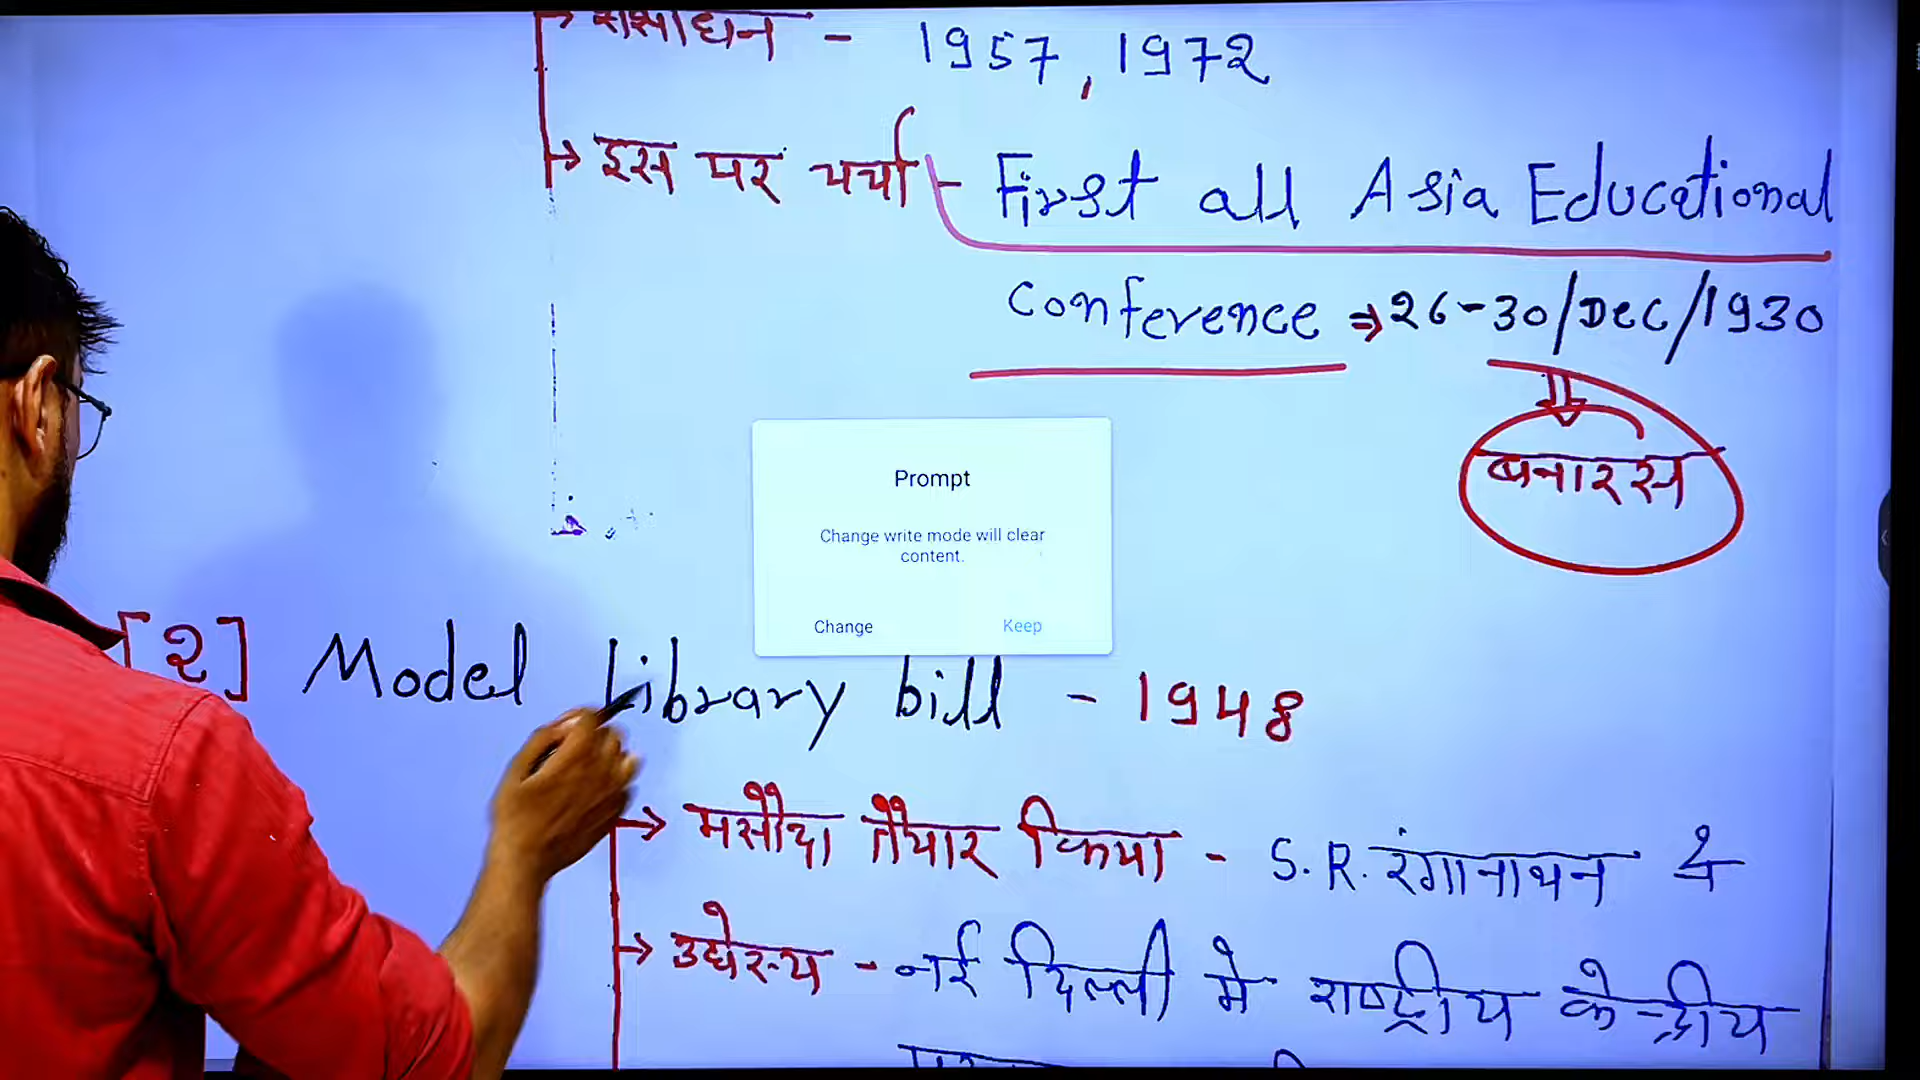 संशोधन - 1957, 1972
→ इस पर चर्चा - First all Asia Educational
Conference ⇒ 26-30/Dec/1930
बनारस
Prompt
Change write mode will clear
content.
Change Keep
[2] Model Library bill - 1948
→ मसौदा तैयार किया - S.R. रंगानाथन ने
→ उद्येस्य - नई दिल्ली मे राष्ट्रीय केन्द्रीय